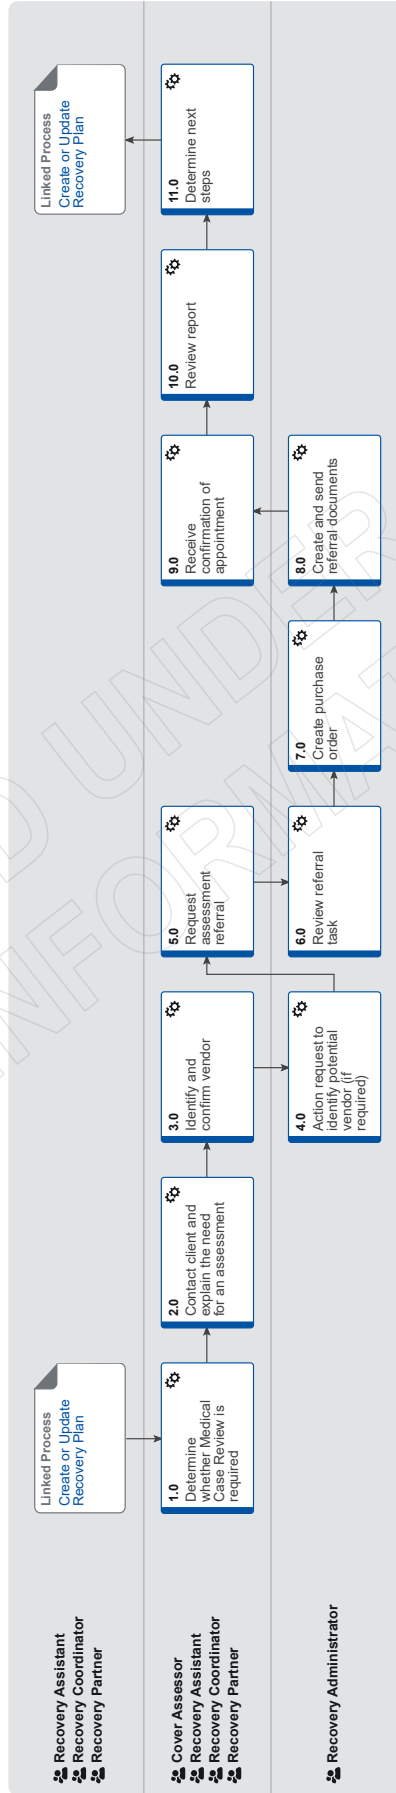 Recovery Assistant
Recovery Coordinator
Recovery Partner
Linked Process
Create or Update
Recovery Plan
Linked Process
Create or Update
Recovery Plan
Cover Assessor
Recovery Assistant
Recovery Coordinator
Recovery Partner
1.0
Determine
whether Medical
Case Review is
required
2.0
Contact client and
explain the need
for an assessment
3.0
Identify and
confirm vendor
5.0
Request
assessment
referral
9.0
Receive
confirmation of
appointment
10.0
Review report
11.0
Determine next
steps
Recovery Administrator
4.0
Action request to
identify potential
vendor (if
required)
6.0
Review referral
task
7.0
Create purchase
order
8.0
Create and send
referral documents
D UNDER
INFORMAT